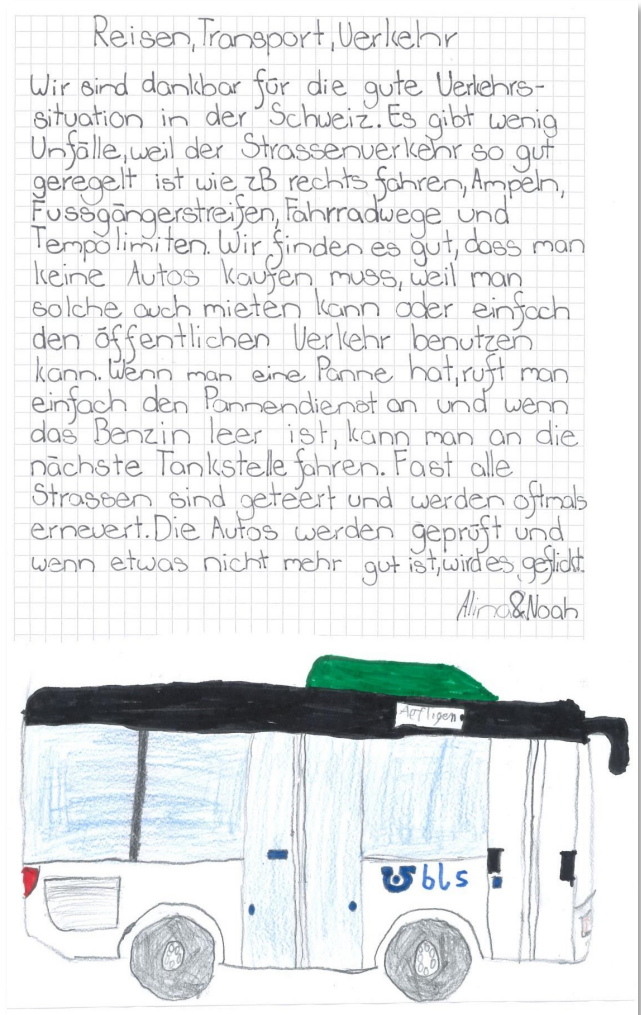 Reisen, Transport, Verkehr
Wir sind dankbar für die gute Verkehrs-
situation in der Schweiz. Es gibt wenig
Unfälle, weil der Strassenverkehr so gut
geregelt ist wie zB rechts fahren, Ampeln,
Fussgängerstreifen, Fahrradwege und
Tempolimiten. Wir finden es gut, dass man
keine Autos kaufen muss, weil man
solche auch mieten kann oder einfach
den öffentlichen Verkehr benutzen
kann. Wenn man eine Panne hat, ruft man
einfach den Pannendienst an und wenn
das Benzin leer ist, kann man an die
nächste Tankstelle fahren. Fast alle
Strassen sind geteert und werden oftmals
erneuert. Die Autos werden geprüft und
wenn etwas nicht mehr gut ist, wird es geflickt.
Alina & Noah
Aefligen
bls